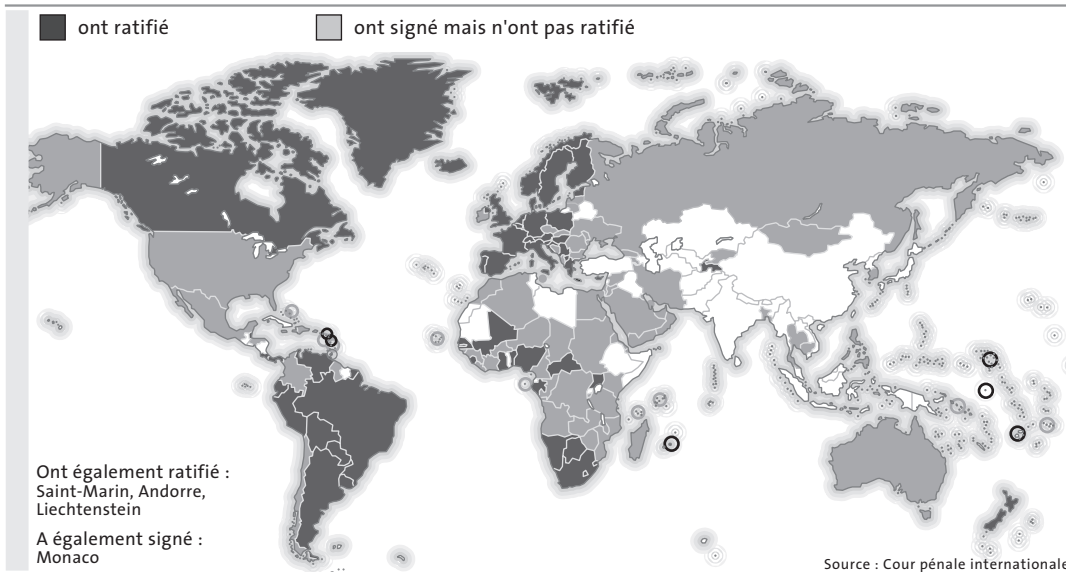 ont ratifié
ont signé mais n'ont pas ratifié
Ont également ratifié :
Saint-Marin, Andorre,
Liechtenstein
A également signé :
Monaco
Source : Cour pénale internationale